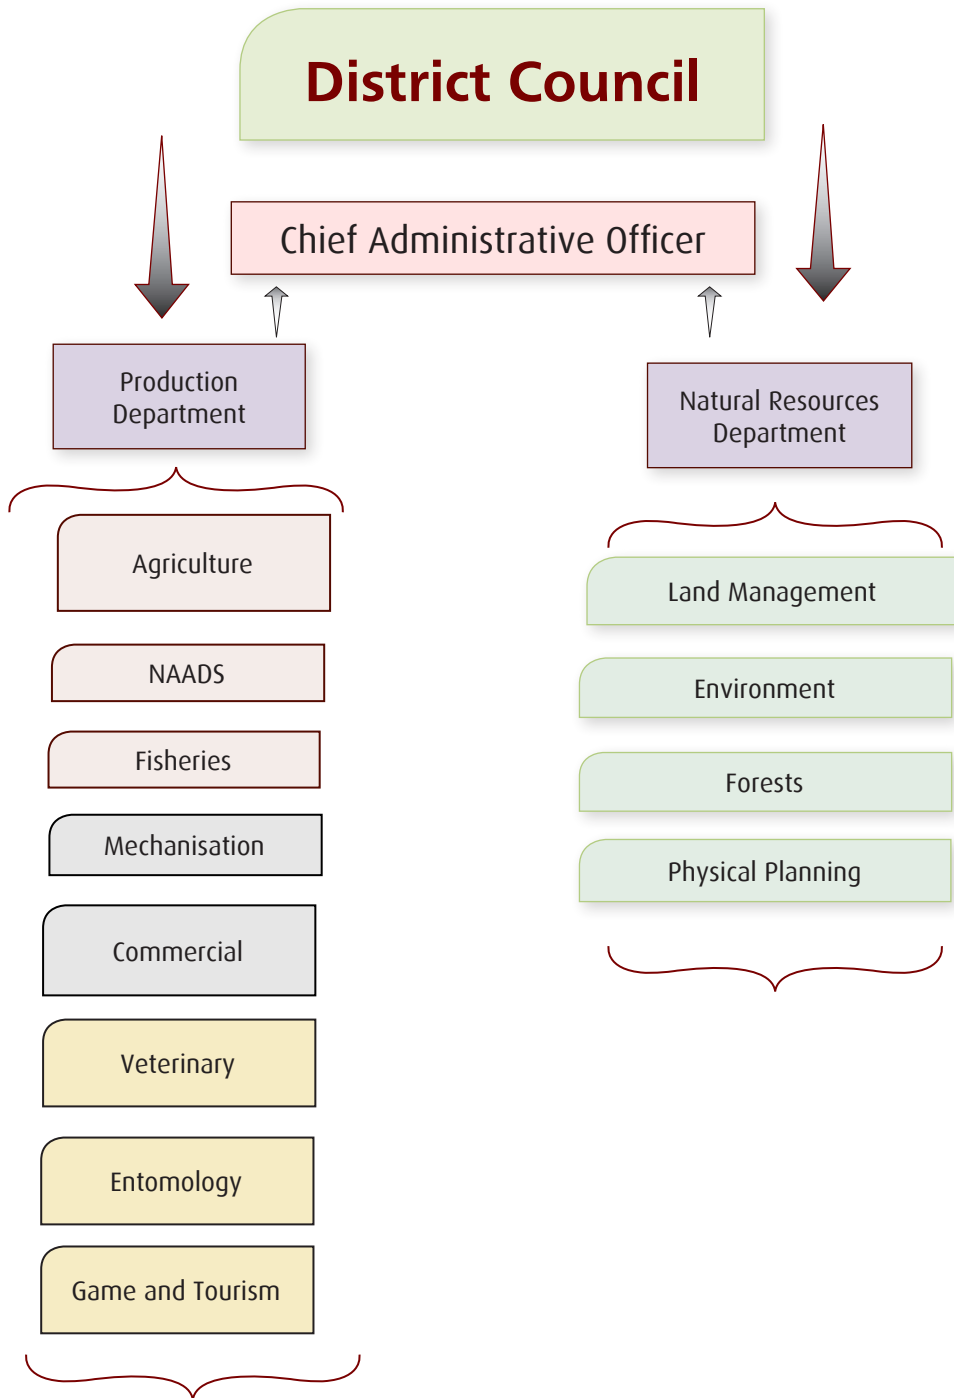 District Council
Chief Administrative Officer
Production
Department
Agriculture
NAADS
Fisheries
Mechanisation
Commercial
Veterinary
Entomology
Game and Tourism
Natural Resources
Department
Land Management
Environment
Forests
Physical Planning